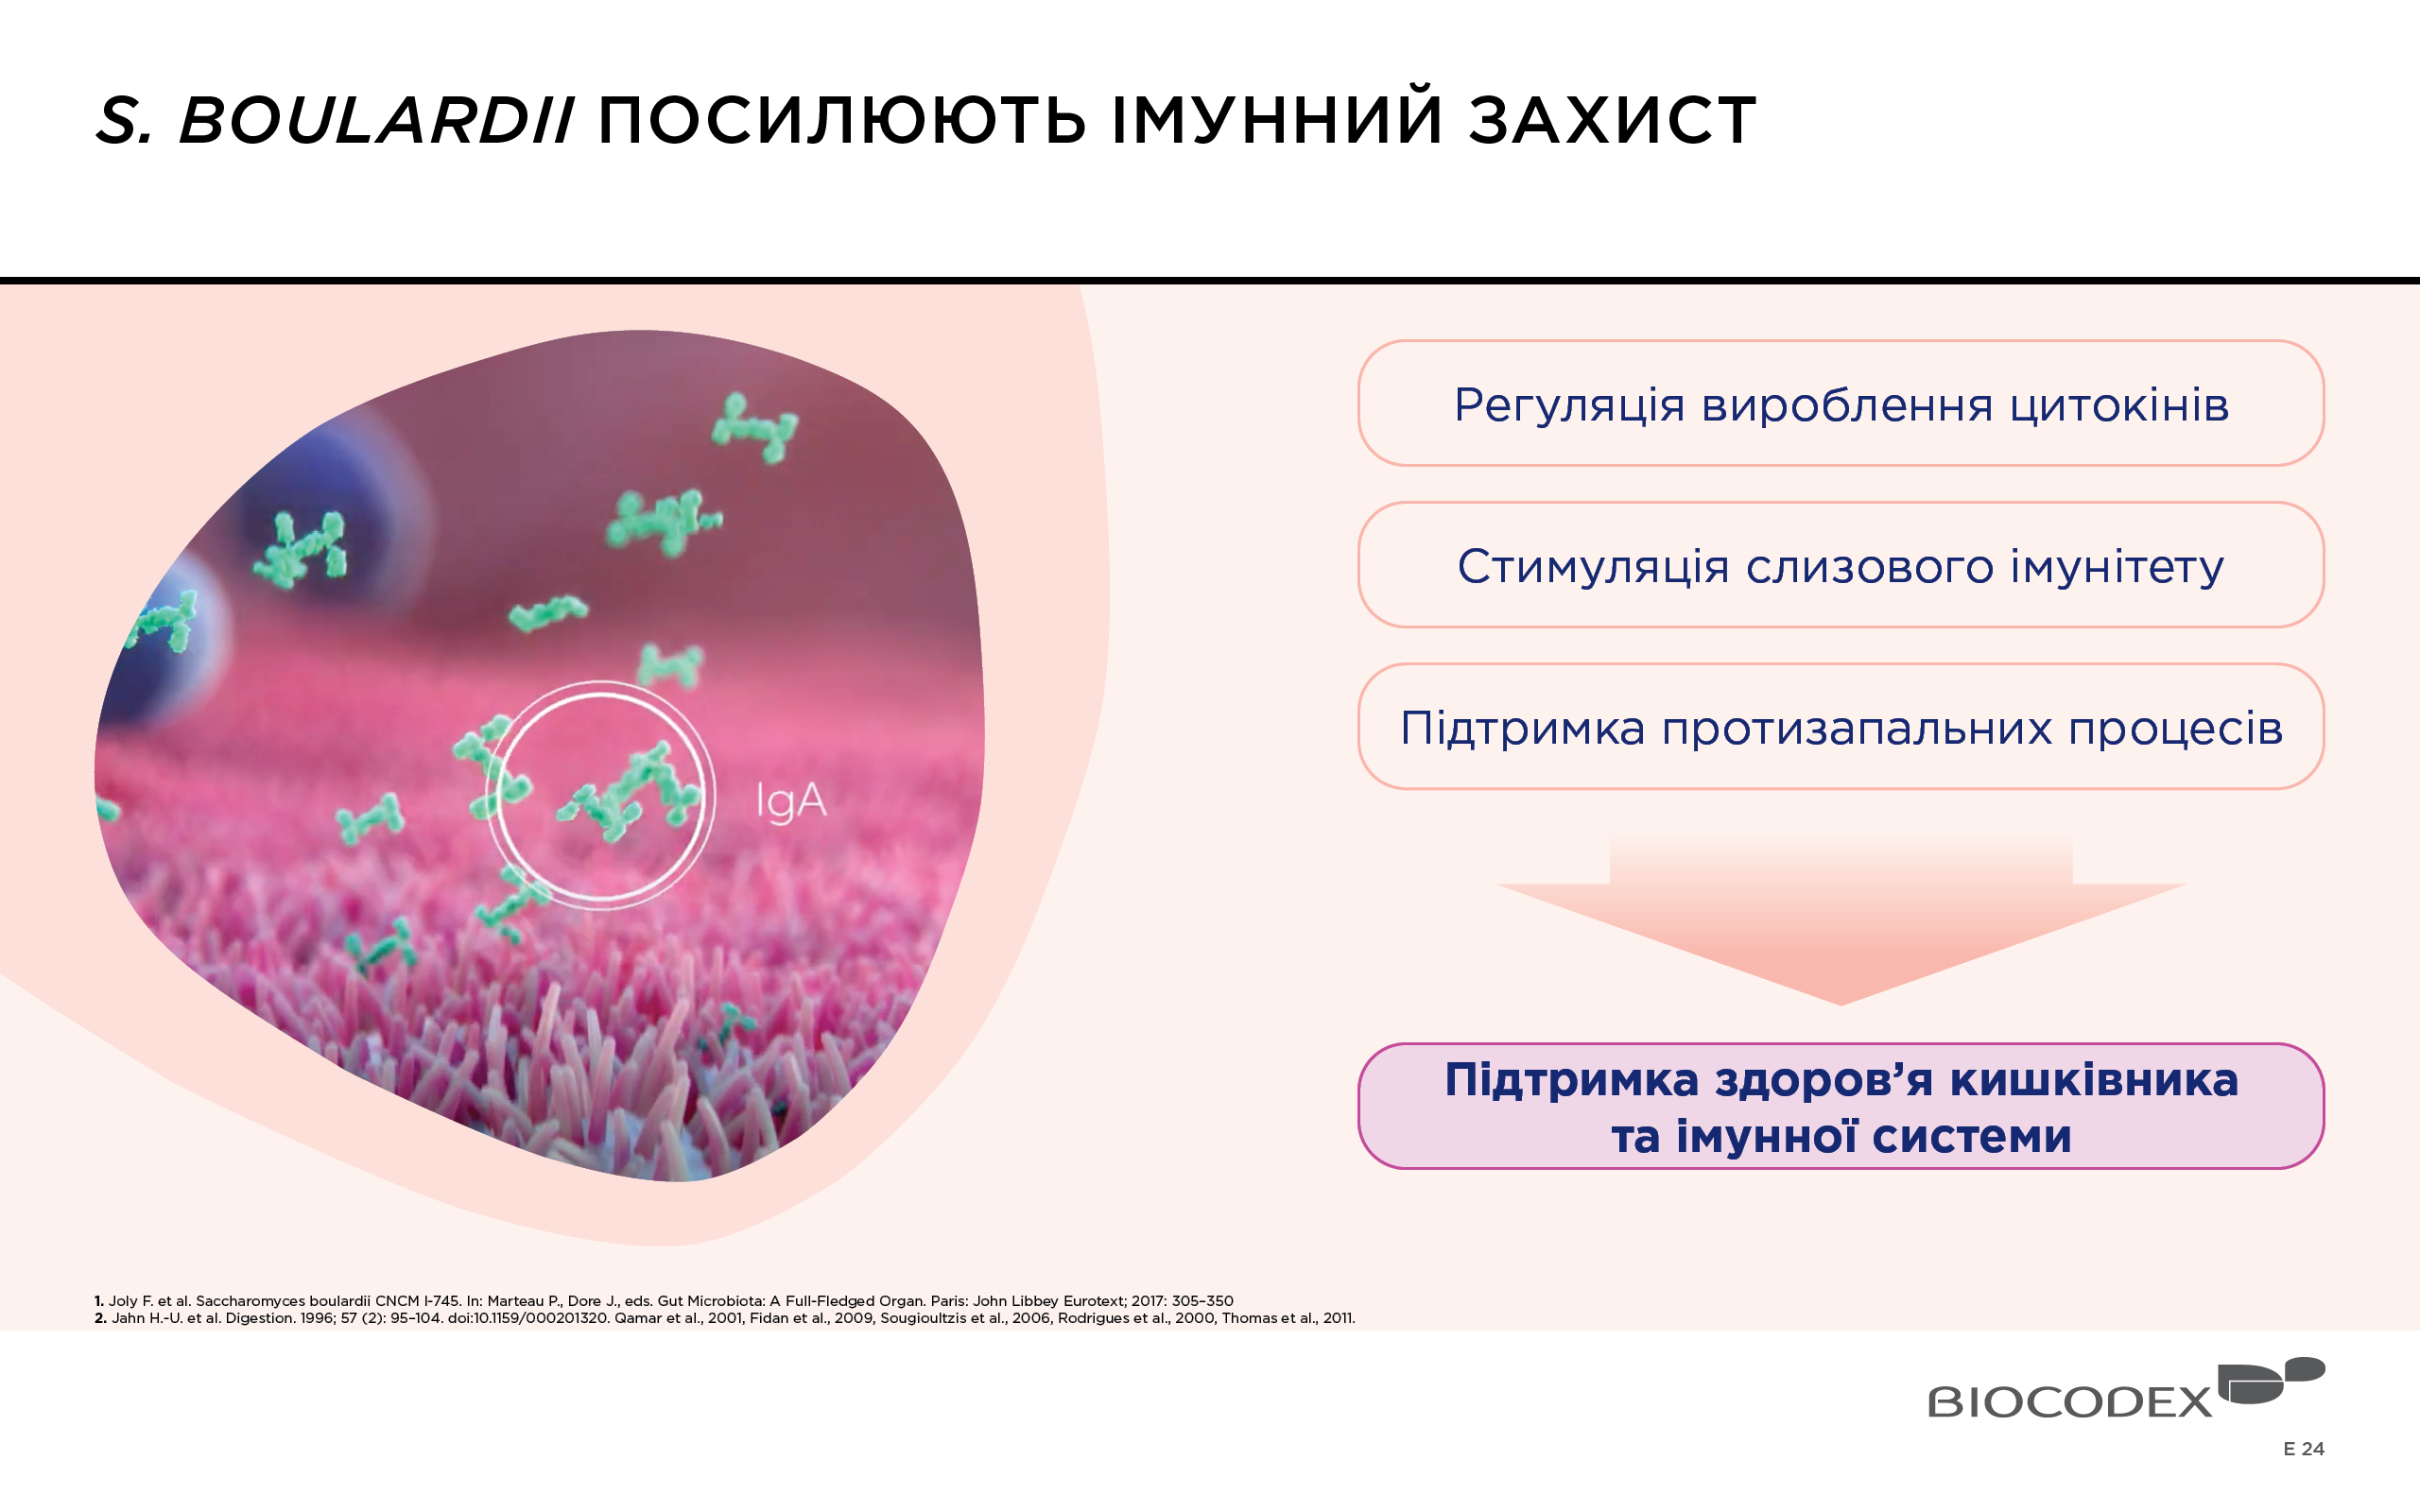 S. BOULARDII ПОСИЛЮЮТЬ ІМУННИЙ ЗАХИСТ
IgA
Регуляція вироблення цитокінів
Стимуляція слизового імунітету
Підтримка протизапальних процесів
Підтримка здоров’я кишківника
та імунної системи
1. Joly F. et al. Saccharomyces boulardii CNCM I-745. In: Marteau P., Dore J., eds. Gut Microbiota: A Full-Fledged Organ. Paris: John Libbey Eurotext; 2017: 305–350
2. Jahn H.-U. et al. Digestion. 1996; 57 (2): 95–104. doi:10.1159/000201320. Qamar et al., 2001, Fidan et al., 2009, Sougioultzis et al., 2006, Rodrigues et al., 2000, Thomas et al., 2011.
BIOCODEX
E 24